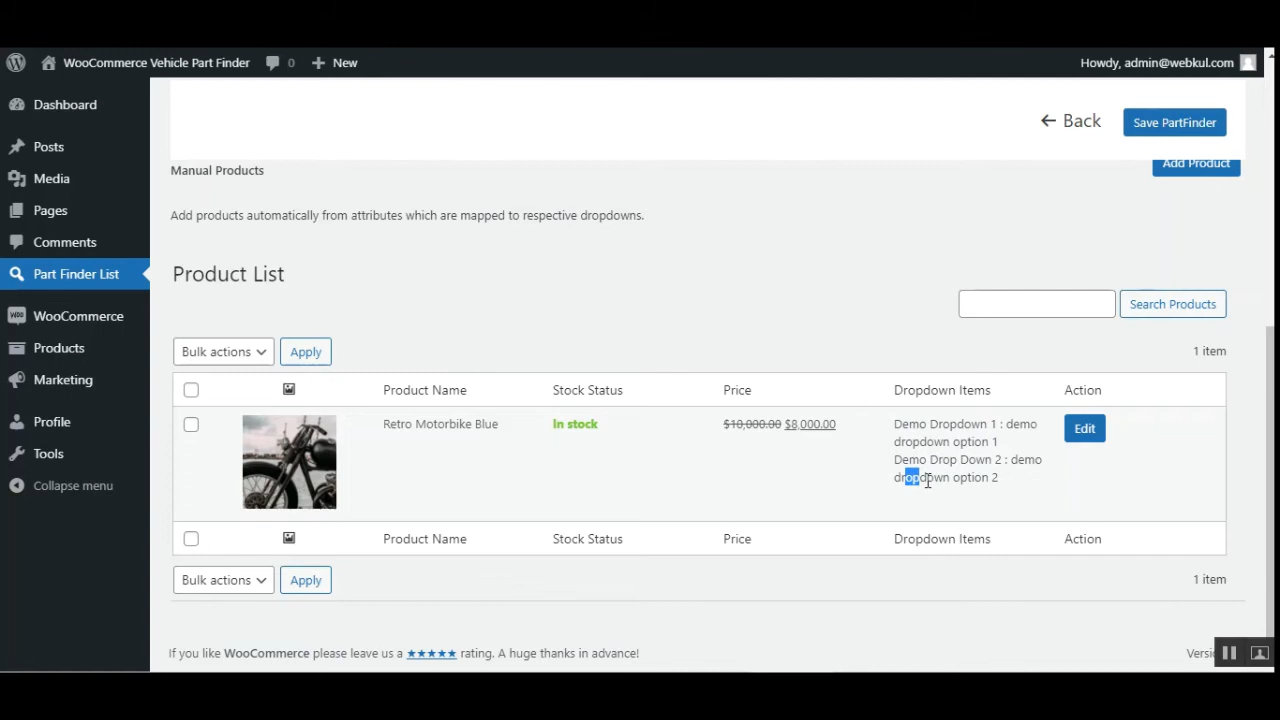 WooCommerce Vehicle Part Finder 0 New Howdy, admin@webkul.com
Dashboard
Posts
Media
Pages
Comments
Part Finder List
WooCommerce
Products
Marketing
Profile
Tools
Collapse menu
← Back Save PartFinder
Manual Products Add Product
Add products automatically from attributes which are mapped to respective dropdowns.
Product List
Search Products
Bulk actions Apply 1 item
Product Name Stock Status Price Dropdown Items Action
Retro Motorbike Blue In stock $10,000.00 $8,000.00 Demo Dropdown 1 : demo Edit
dropdown option 1
Demo Drop Down 2 : demo
dropdown option 2
Product Name Stock Status Price Dropdown Items Action
Bulk actions Apply 1 item
If you like WooCommerce please leave us a ★★★★★ rating. A huge thanks in advance!